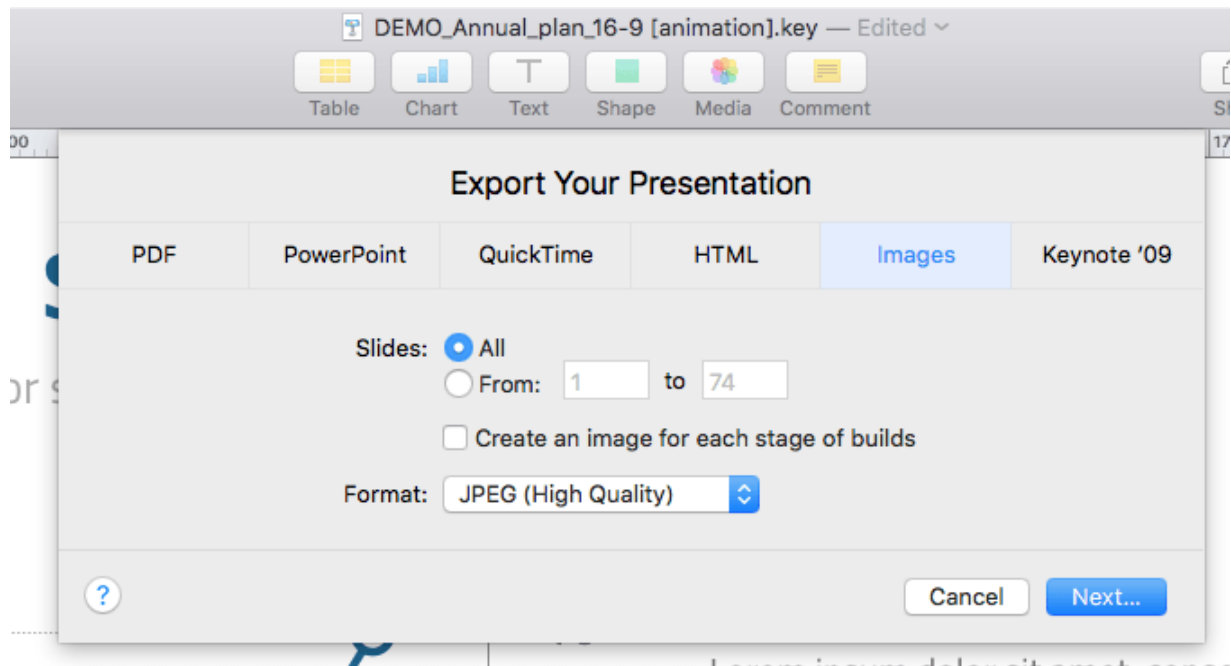 DEMO_Annual_plan_16-9 [animation].key — Edited
Table Chart Text Shape Media Comment
00 17
Export Your Presentation
PDF PowerPoint QuickTime HTML Images Keynote '09
Slides: All
From: 1 to 74
Create an image for each stage of builds
Format: JPEG (High Quality)
? Cancel Next...